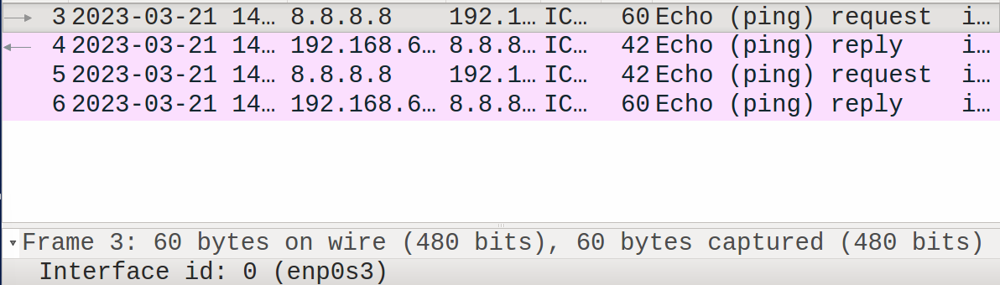 3 2023-03-21 14… 8.8.8.8 192.1… IC… 60 Echo (ping) request i…
4 2023-03-21 14… 192.168.6… 8.8.8… IC… 42 Echo (ping) reply i…
5 2023-03-21 14… 8.8.8.8 192.1… IC… 42 Echo (ping) request i…
6 2023-03-21 14… 192.168.6… 8.8.8… IC… 60 Echo (ping) reply i…
Frame 3: 60 bytes on wire (480 bits), 60 bytes captured (480 bits)
Interface id: 0 (enp0s3)